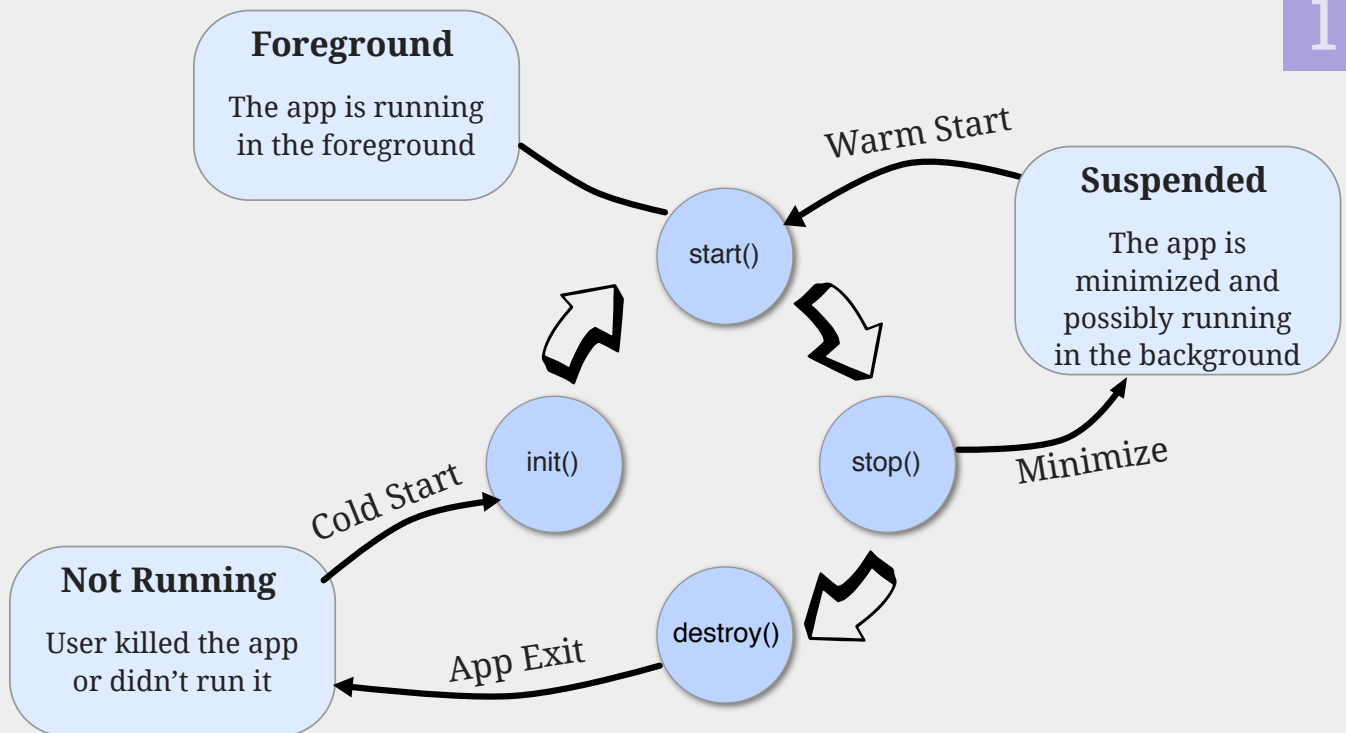 1
Foreground
The app is running
in the foreground
Warm Start
Suspended
The app is
minimized and
possibly running
in the background
start()
init()
stop()
Minimize
Cold Start
Not Running
User killed the app
or didn’t run it
destroy()
App Exit